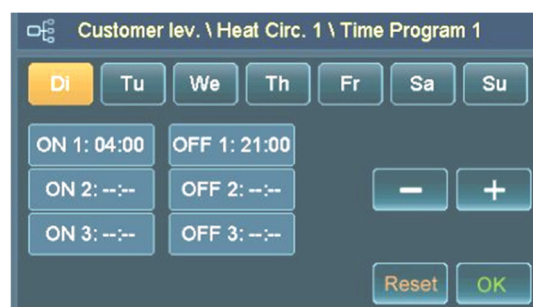 Customer lev. \ Heat Circ. 1 \ Time Program 1
Di Tu We Th Fr Sa Su
ON 1: 04:00 OFF 1: 21:00
ON 2: --:-- OFF 2: --:--
ON 3: --:-- OFF 3: --:--
− +
Reset OK